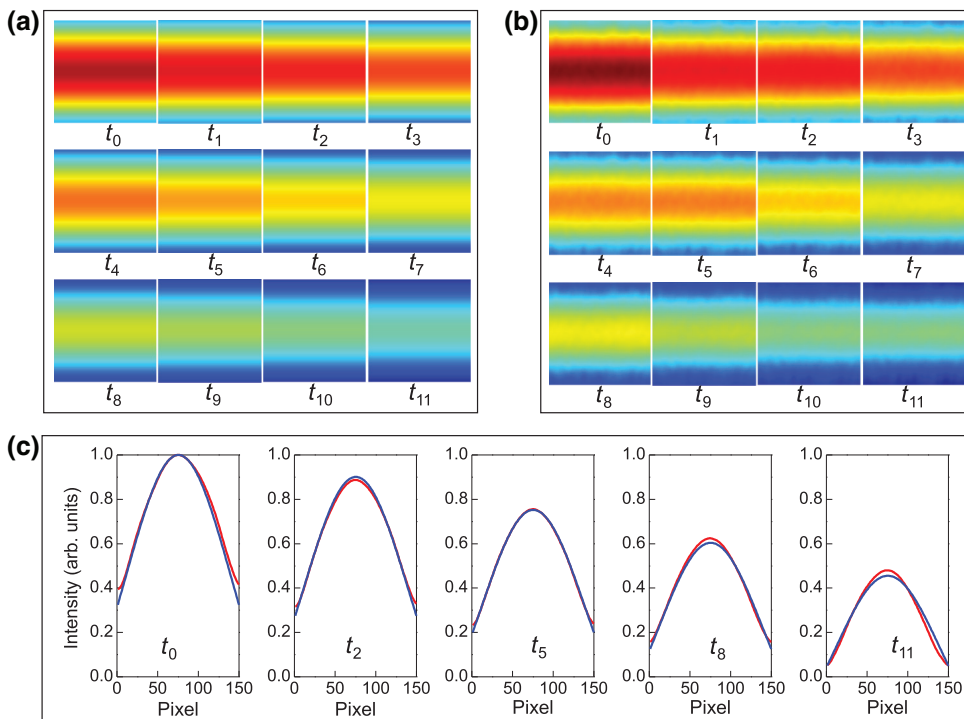 (a) (b)
t0 t1 t2 t3 t0 t1 t2 t3
t4 t5 t6 t7 t4 t5 t6 t7
t8 t9 t10 t11 t8 t9 t10 t11
(c)
Intensity (arb. units)
1.0 1.0 1.0 1.0 1.0
0.8 0.8 0.8 0.8 0.8
0.6 0.6 0.6 0.6 0.6
0.4 0.4 0.4 0.4 0.4
0.2 0.2 0.2 0.2 0.2
t0 t2 t5 t8 t11
0.0 0.0 0.0 0.0 0.0
0 50 100 150 0 50 100 150 0 50 100 150 0 50 100 150 0 50 100 150
Pixel Pixel Pixel Pixel Pixel